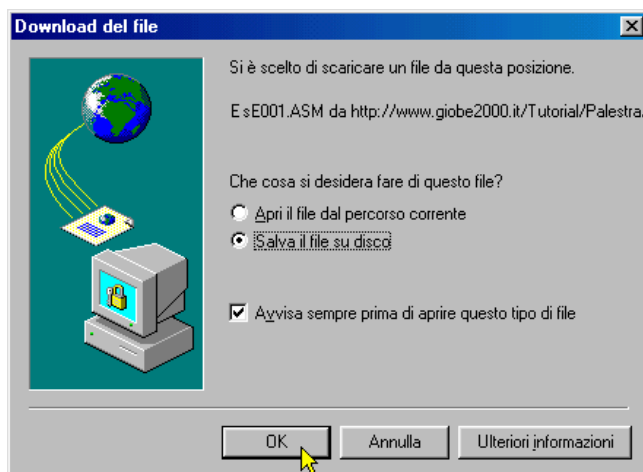 Download del file
Si è scelto di scaricare un file da questa posizione.
EsE001.ASM da http://www.giobe2000.it/Tutorial/Palestra.
Che cosa si desidera fare di questo file?
Apri il file dal percorso corrente
Salva il file su disco
Avvisa sempre prima di aprire questo tipo di file
OK
Annulla
Ulteriori informazioni